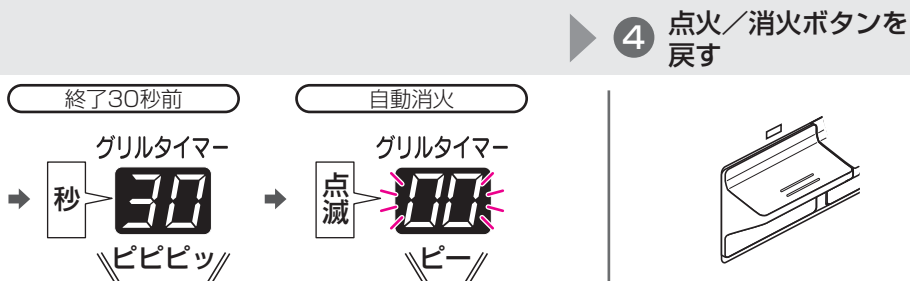 4 点火／消火ボタンを
戻す
終了30秒前
自動消火
グリルタイマー
グリルタイマー
秒
30
点滅
00
ピピピッ
ピー